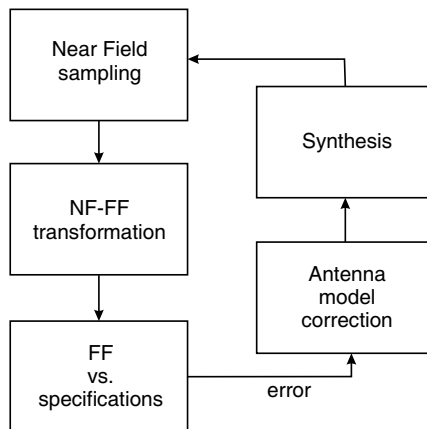 Near Field
sampling
NF-FF
transformation
FF
vs.
specifications
error
Antenna
model
correction
Synthesis